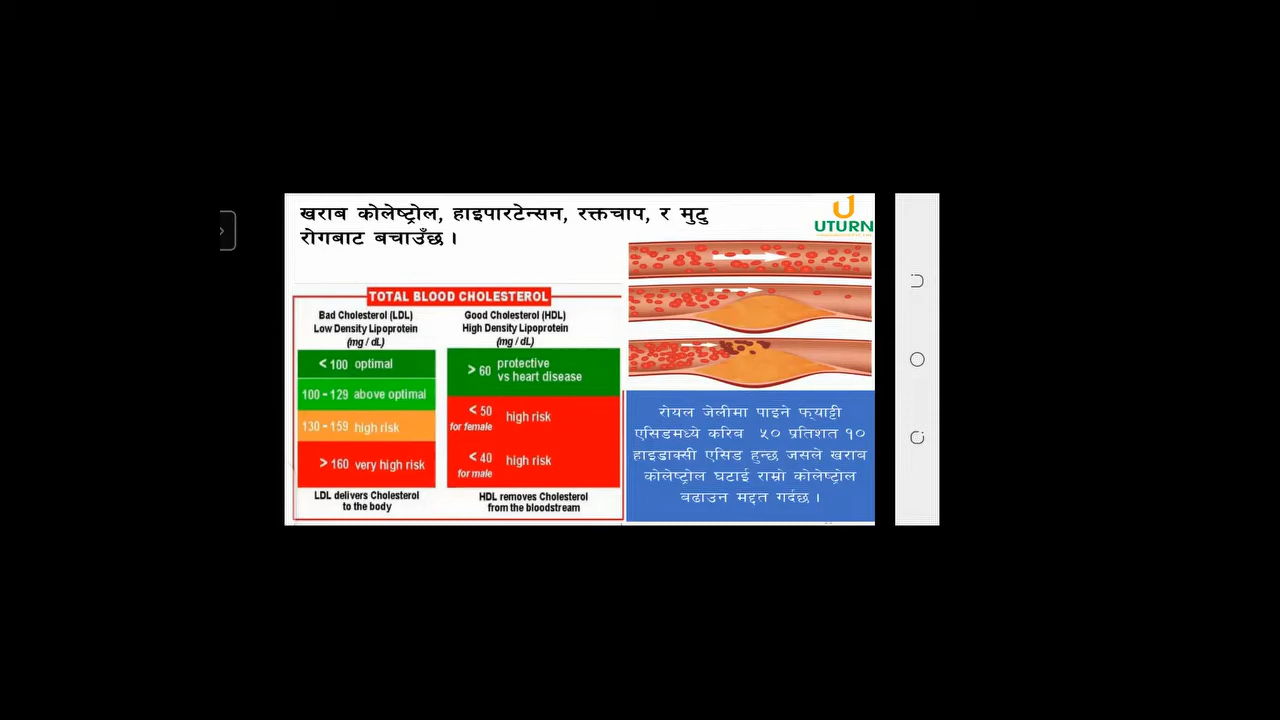 खराब कोलेष्ट्रोल, हाइपारटेन्सन, रक्तचाप, र मुटु
रोगबाट बचाउँछ ।
UTURN
TOTAL BLOOD CHOLESTEROL
Bad Cholesterol (LDL)
Low Density Lipoprotein
(mg / dL)
< 100 optimal
100 - 129 above optimal
130 - 159 high risk
> 160 very high risk
LDL delivers Cholesterol
to the body
Good Cholesterol (HDL)
High Density Lipoprotein
(mg / dL)
> 60 protective
vs heart disease
< 50 high risk
for female
< 40 high risk
for male
HDL removes Cholesterol
from the bloodstream
रोयल जेलीमा पाइने फ्याट्टी
एसिडमध्ये करिब ५० प्रतिशत १०
हाइडाक्सी एसिड हुन्छ जसले खराब
कोलेष्ट्रोल घटाई राम्रो कोलेष्ट्रोल
बढाउन मद्दत गर्दछ ।